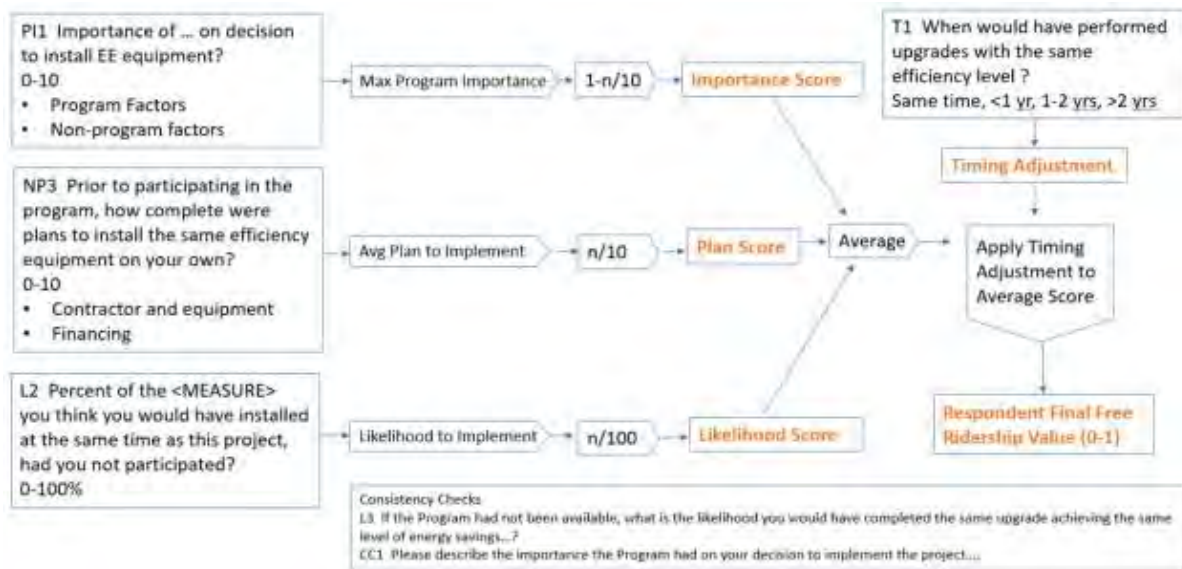 PI1 Importance of ... on decision
to install EE equipment?
0-10
• Program Factors
• Non-program factors
Max Program Importance
1-n/10
Importance Score
T1 When would have performed
upgrades with the same
efficiency level ?
Same time, <1 yr, 1-2 yrs, >2 yrs
Timing Adjustment
NP3 Prior to participating in the
program, how complete were
plans to install the same efficiency
equipment on your own?
0-10
• Contractor and equipment
• Financing
Avg Plan to Implement
n/10
Plan Score
Average
Apply Timing
Adjustment to
Average Score
L2 Percent of the <MEASURE>
you think you would have installed
at the same time as this project,
had you not participated?
0-100%
Likelihood to Implement
n/100
Likelihood Score
Respondent Final Free
Ridership Value (0-1)
Consistency Checks
L3 If the Program had not been available, what is the likelihood you would have completed the same upgrade achieving the same
level of energy savings...?
CC1 Please describe the importance the Program had on your decision to implement the project....